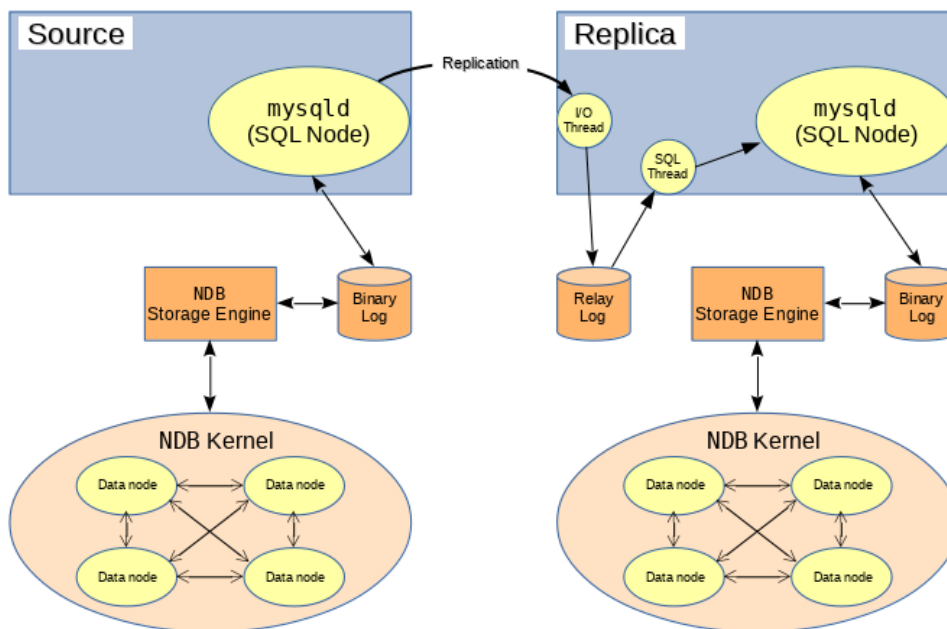 Source
Replica
Replication
mysqld
(SQL Node)
I/O
Thread
SQL
Thread
mysqld
(SQL Node)
NDB
Storage Engine
Binary
Log
Relay
Log
NDB
Storage Engine
Binary
Log
NDB Kernel
Data node
Data node
Data node
Data node
NDB Kernel
Data node
Data node
Data node
Data node